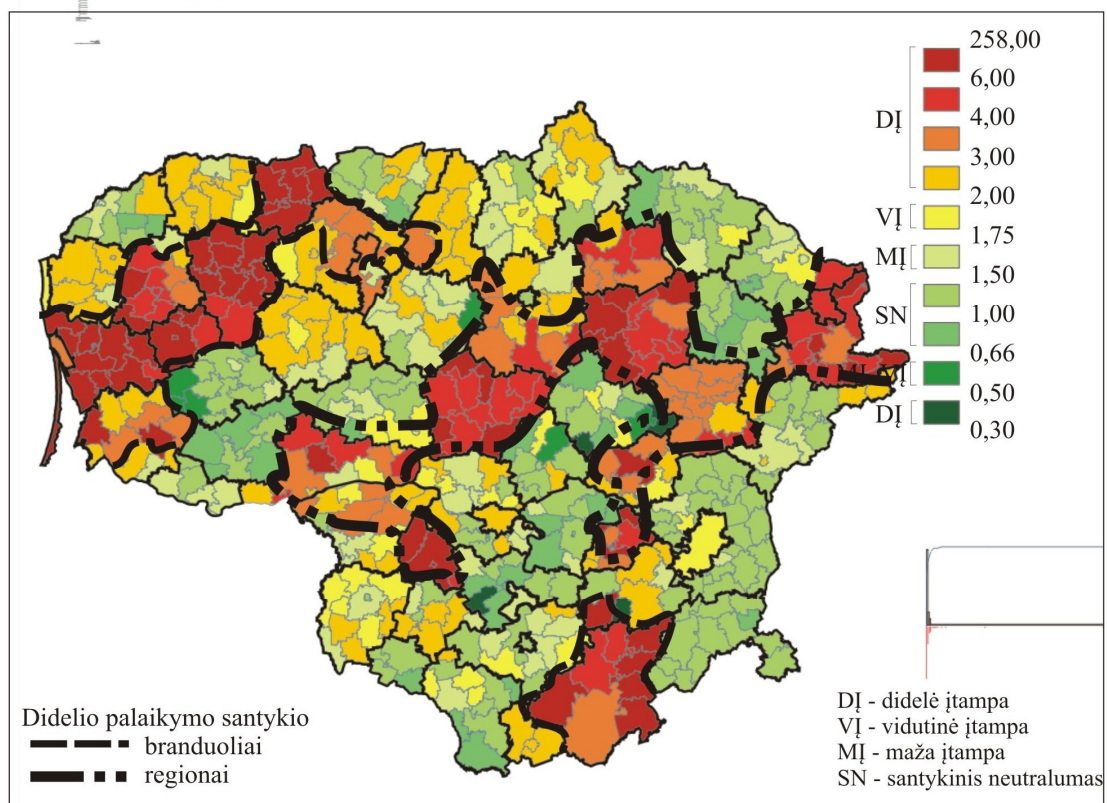 258,00
6,00
4,00
3,00
2,00
1,75
1,50
1,00
0,66
0,50
0,30
DĮ
VĮ
MĮ
SN
DĮ
Didelio palaikymo santykio
branduoliai
regionai
DĮ - didelė įtampa
VĮ - vidutinė įtampa
MĮ - maža įtampa
SN - santykinis neutralumas